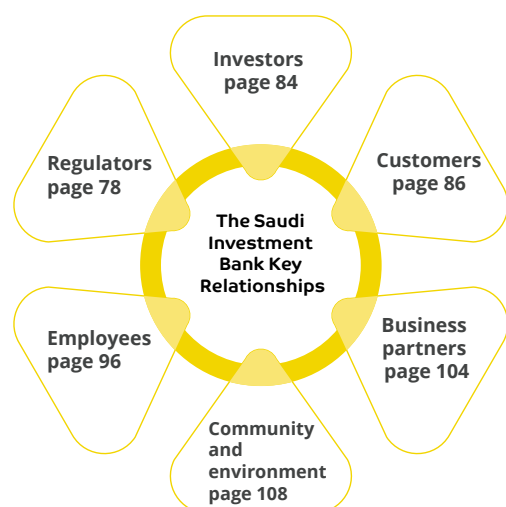 Investors
page 84
Regulators
page 78
Customers
page 86
The Saudi
Investment
Bank Key
Relationships
Employees
page 96
Business
partners
page 104
Community
and
environment
page 108